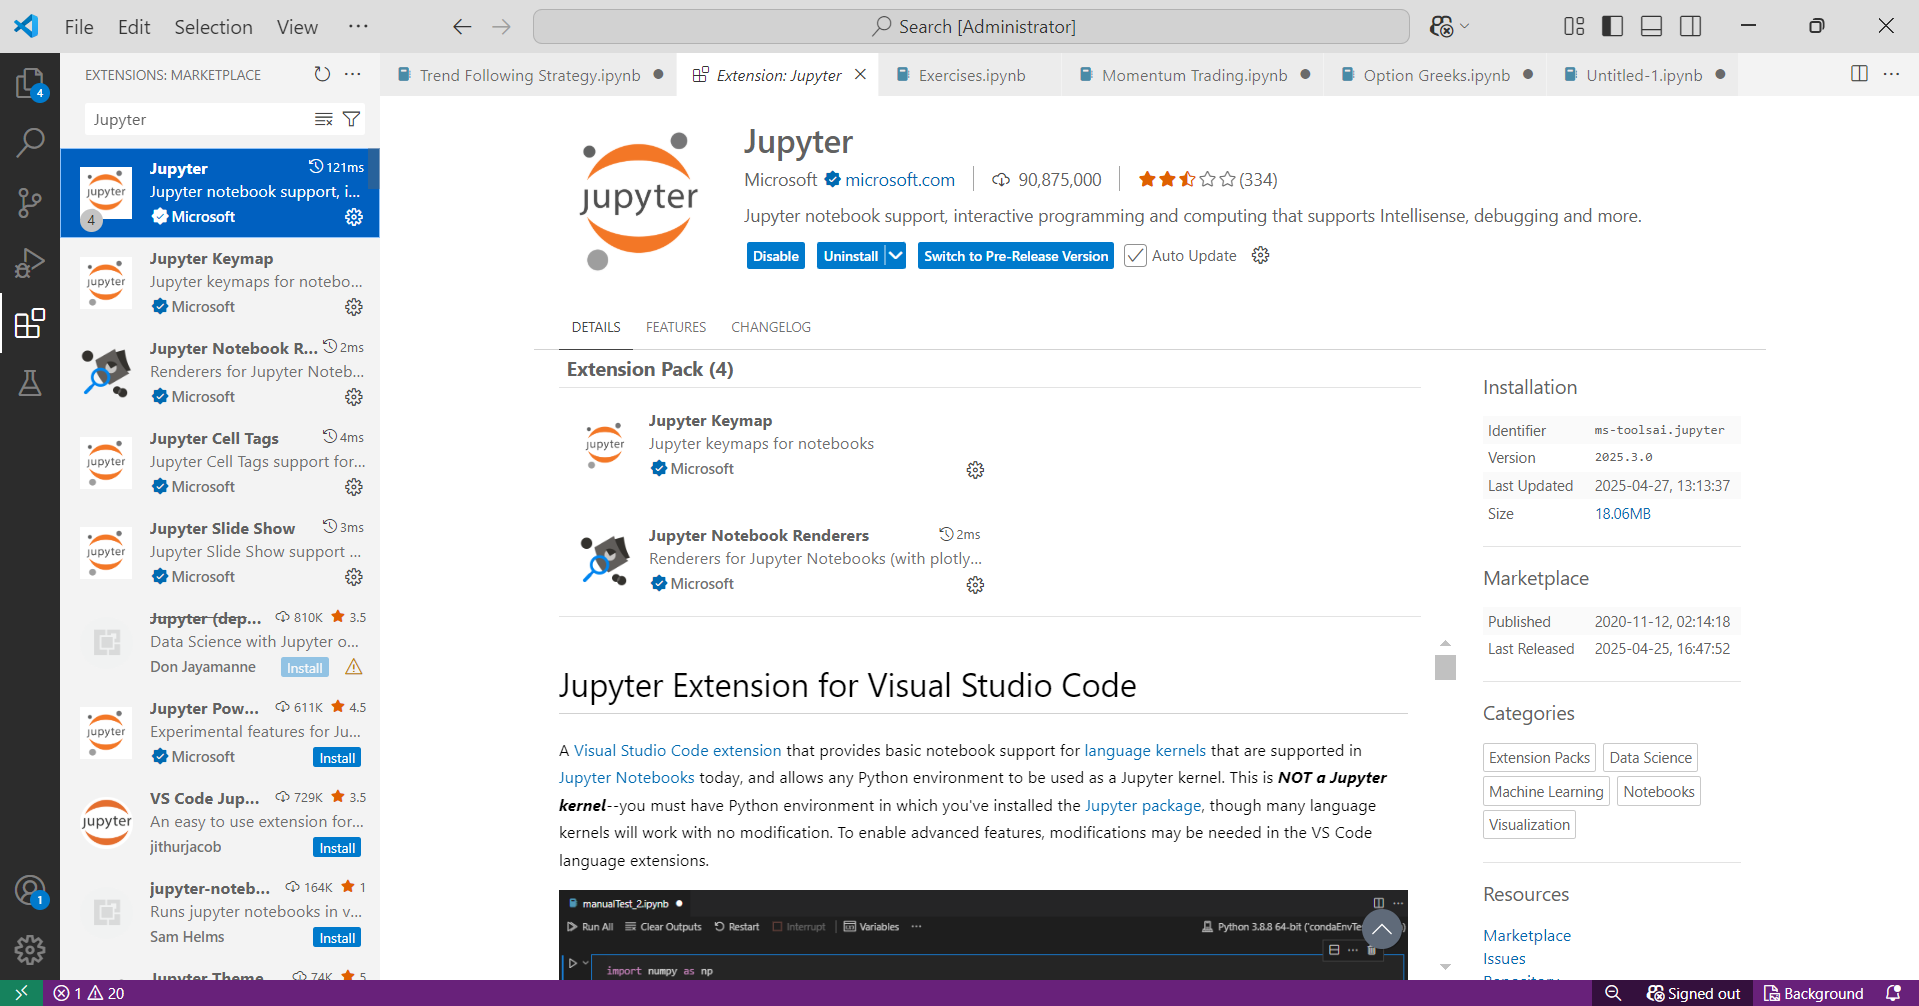 File Edit Selection View ···
Search [Administrator]
EXTENSIONS: MARKETPLACE
Jupyter
Jupyter 121ms
Jupyter notebook support, i...
Microsoft
4
Jupyter Keymap
Jupyter keymaps for notebo...
Microsoft
Jupyter Notebook R... 2ms
Renderers for Jupyter Noteb...
Microsoft
Jupyter Cell Tags 4ms
Jupyter Cell Tags support for...
Microsoft
Jupyter Slide Show 3ms
Jupyter Slide Show support ...
Microsoft
Jupyter (dep... 810K 3.5
Data Science with Jupyter o...
Don Jayamanne Install
Jupyter Pow... 611K 4.5
Experimental features for Ju...
Microsoft Install
VS Code Jup... 729K 3.5
An easy to use extension for...
jithurjacob Install
jupyter-noteb... 164K 1
Runs jupyter notebooks in v...
Sam Helms Install
Jupyter Theme 74K 5
4
1
Trend Following Strategy.ipynb
Extension: Jupyter
Exercises.ipynb
Momentum Trading.ipynb
Option Greeks.ipynb
Untitled-1.ipynb
jupyter
Jupyter
Microsoft microsoft.com 90,875,000 (334)
Jupyter notebook support, interactive programming and computing that supports Intellisense, debugging and more.
Disable Uninstall Switch to Pre-Release Version Auto Update
DETAILS FEATURES CHANGELOG
Extension Pack (4)
Jupyter Keymap
Jupyter keymaps for notebooks
Microsoft
Jupyter Notebook Renderers 2ms
Renderers for Jupyter Notebooks (with plotly...
Microsoft
Jupyter Extension for Visual Studio Code
A Visual Studio Code extension that provides basic notebook support for language kernels that are supported in
Jupyter Notebooks today, and allows any Python environment to be used as a Jupyter kernel. This is NOT a Jupyter
kernel--you must have Python environment in which you've installed the Jupyter package, though many language
kernels will work with no modification. To enable advanced features, modifications may be needed in the VS Code
language extensions.
manualTest_2.ipynb
Run All Clear Outputs Restart Interrupt Variables ··· Python 3.8.8 64-bit ('condaEnvTe
import numpy as np
Installation
Identifier ms-toolsai.jupyter
Version 2025.3.0
Last Updated 2025-04-27, 13:13:37
Size 18.06MB
Marketplace
Published 2020-11-12, 02:14:18
Last Released 2025-04-25, 16:47:52
Categories
Extension Packs Data Science
Machine Learning Notebooks
Visualization
Resources
Marketplace
Issues
Repository
1 20
Signed out Background